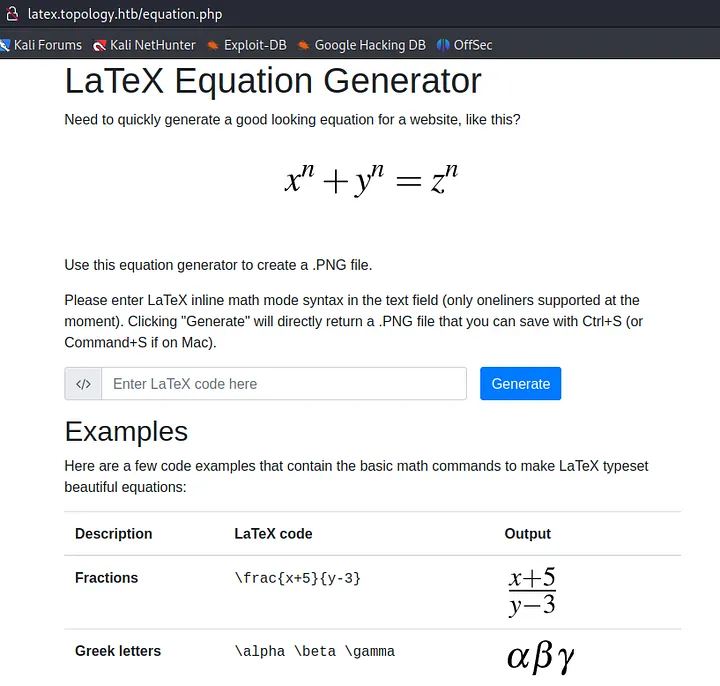 latex.topology.htb/equation.php
Kali Forums Kali NetHunter Exploit-DB Google Hacking DB OffSec
LaTeX Equation Generator
Need to quickly generate a good looking equation for a website, like this?
xⁿ + yⁿ = zⁿ
Use this equation generator to create a .PNG file.
Please enter LaTeX inline math mode syntax in the text field (only oneliners supported at the
moment). Clicking "Generate" will directly return a .PNG file that you can save with Ctrl+S (or
Command+S if on Mac).
</> Enter LaTeX code here Generate
Examples
Here are a few code examples that contain the basic math commands to make LaTeX typeset
beautiful equations:
Description LaTeX code Output
Fractions \frac{x+5}{y-3} x+5
y−3
Greek letters \alpha \beta \gamma αβγ